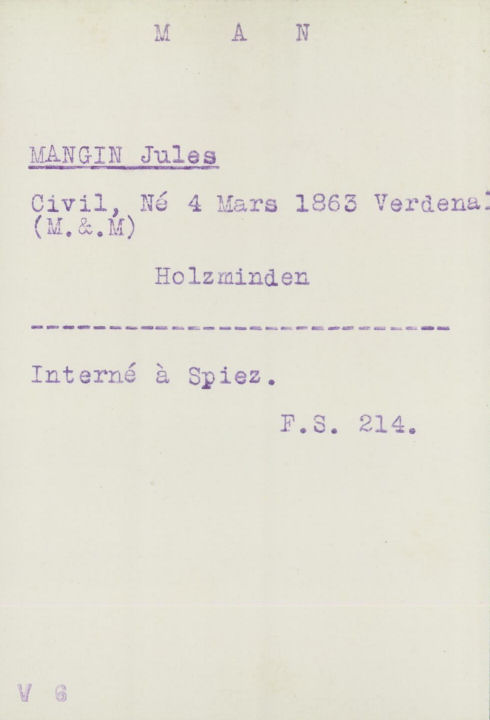 M A N
MANGIN Jules
Civil, Né 4 Mars 1863 Verdenal
(M.&.M)
Holzminden
Interné à Spiez.
F.S. 214.
V 6